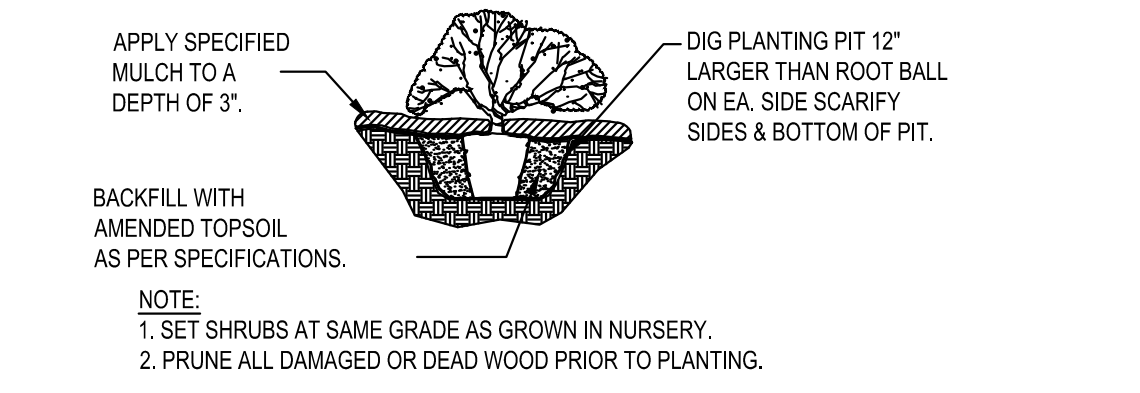 APPLY SPECIFIED
MULCH TO A
DEPTH OF 3".
DIG PLANTING PIT 12"
LARGER THAN ROOT BALL
ON EA. SIDE SCARIFY
SIDES & BOTTOM OF PIT.
BACKFILL WITH
AMENDED TOPSOIL
AS PER SPECIFICATIONS.
NOTE:
1. SET SHRUBS AT SAME GRADE AS GROWN IN NURSERY.
2. PRUNE ALL DAMAGED OR DEAD WOOD PRIOR TO PLANTING.